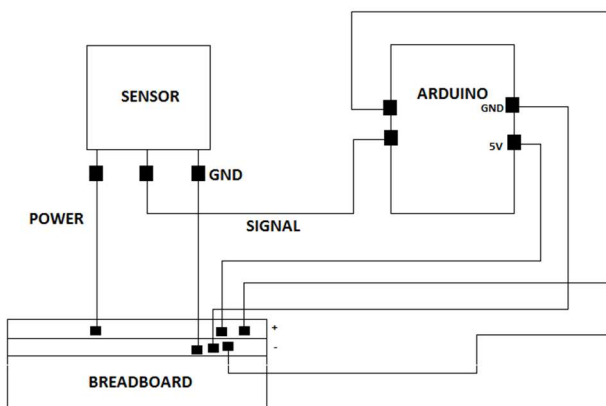 SENSOR
ARDUINO
GND
5V
GND
POWER
SIGNAL
+
-
BREADBOARD